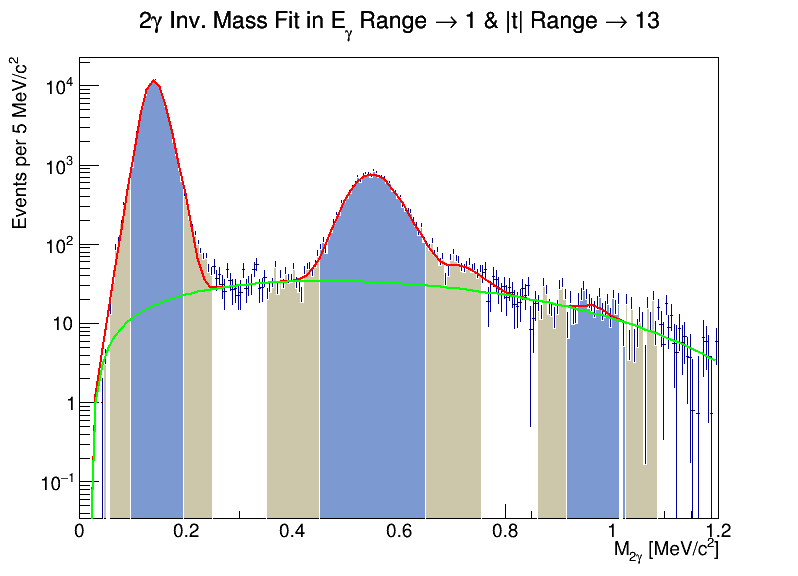 2γ Inv. Mass Fit in Eγ Range → 1 & |t| Range → 13
Events per 5 MeV/c²
10⁴
10³
10²
10
1
10⁻¹
0 0.2 0.4 0.6 0.8 1 1.2
M2γ [MeV/c²]